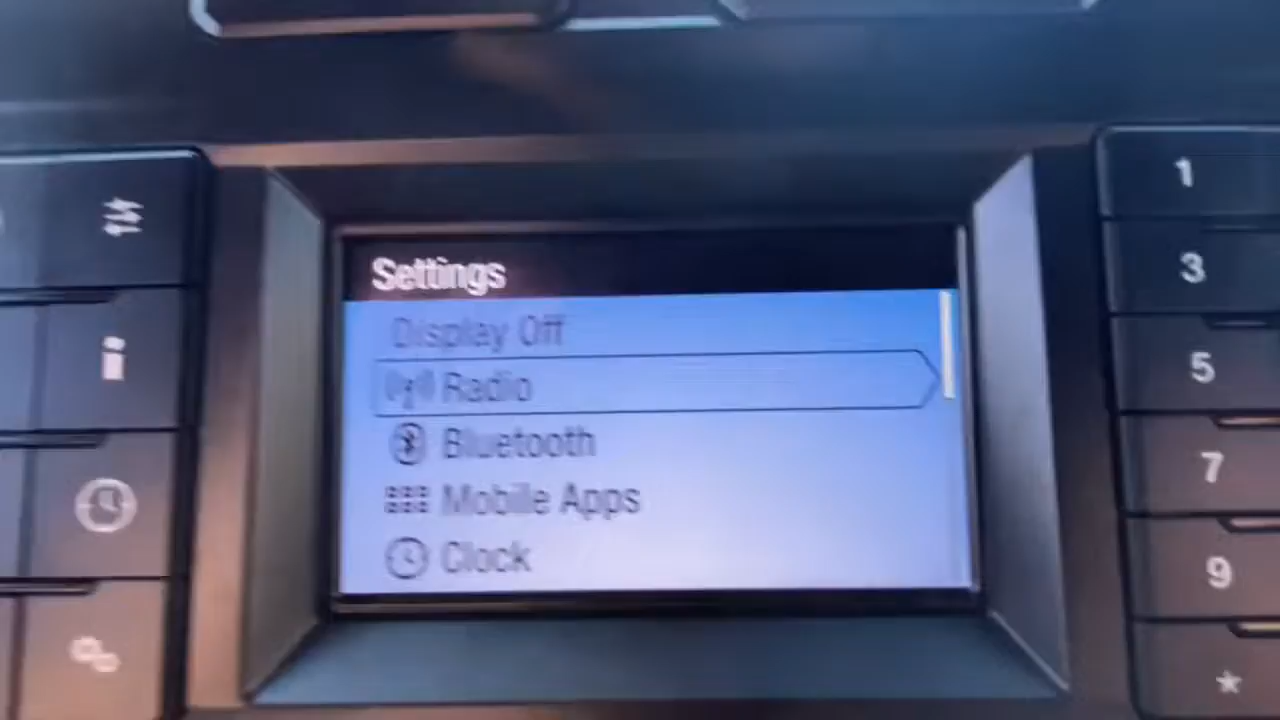 Settings
Display Off
Radio
Bluetooth
Mobile Apps
Clock
i
1
3
5
7
9
*